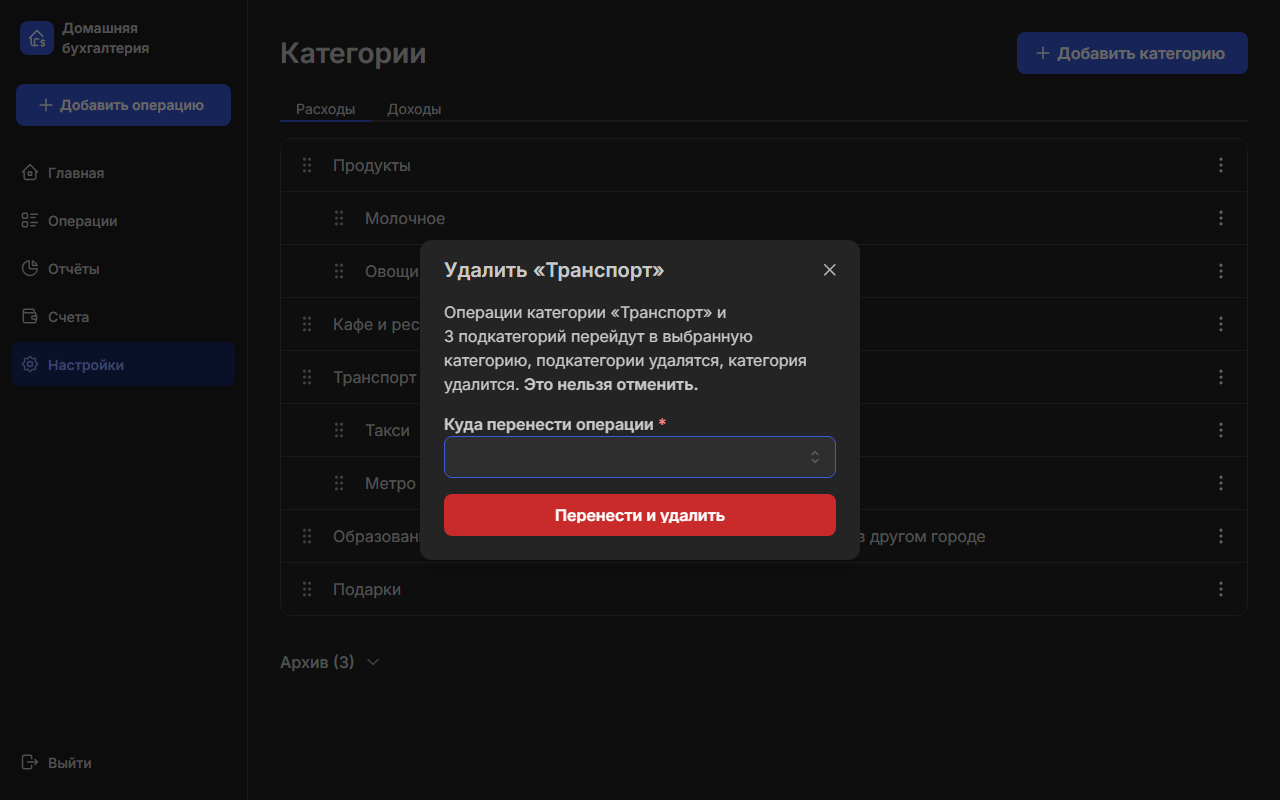 Домашняя
бухгалтерия
Добавить операцию
Главная
Операции
Отчёты
Счета
Настройки
Выйти
Категории
Добавить категорию
Расходы
Доходы
Продукты
Молочное
Овощи
Кафе и рес
Транспорт
Такси
Метро
в другом городе
Подарки
Архив (3)
Удалить «Транспорт»
Операции категории «Транспорт» и
3 подкатегорий перейдут в выбранную
категорию, подкатегории удалятся, категория
удалится. Это нельзя отменить.
Куда перенести операции *
Перенести и удалить